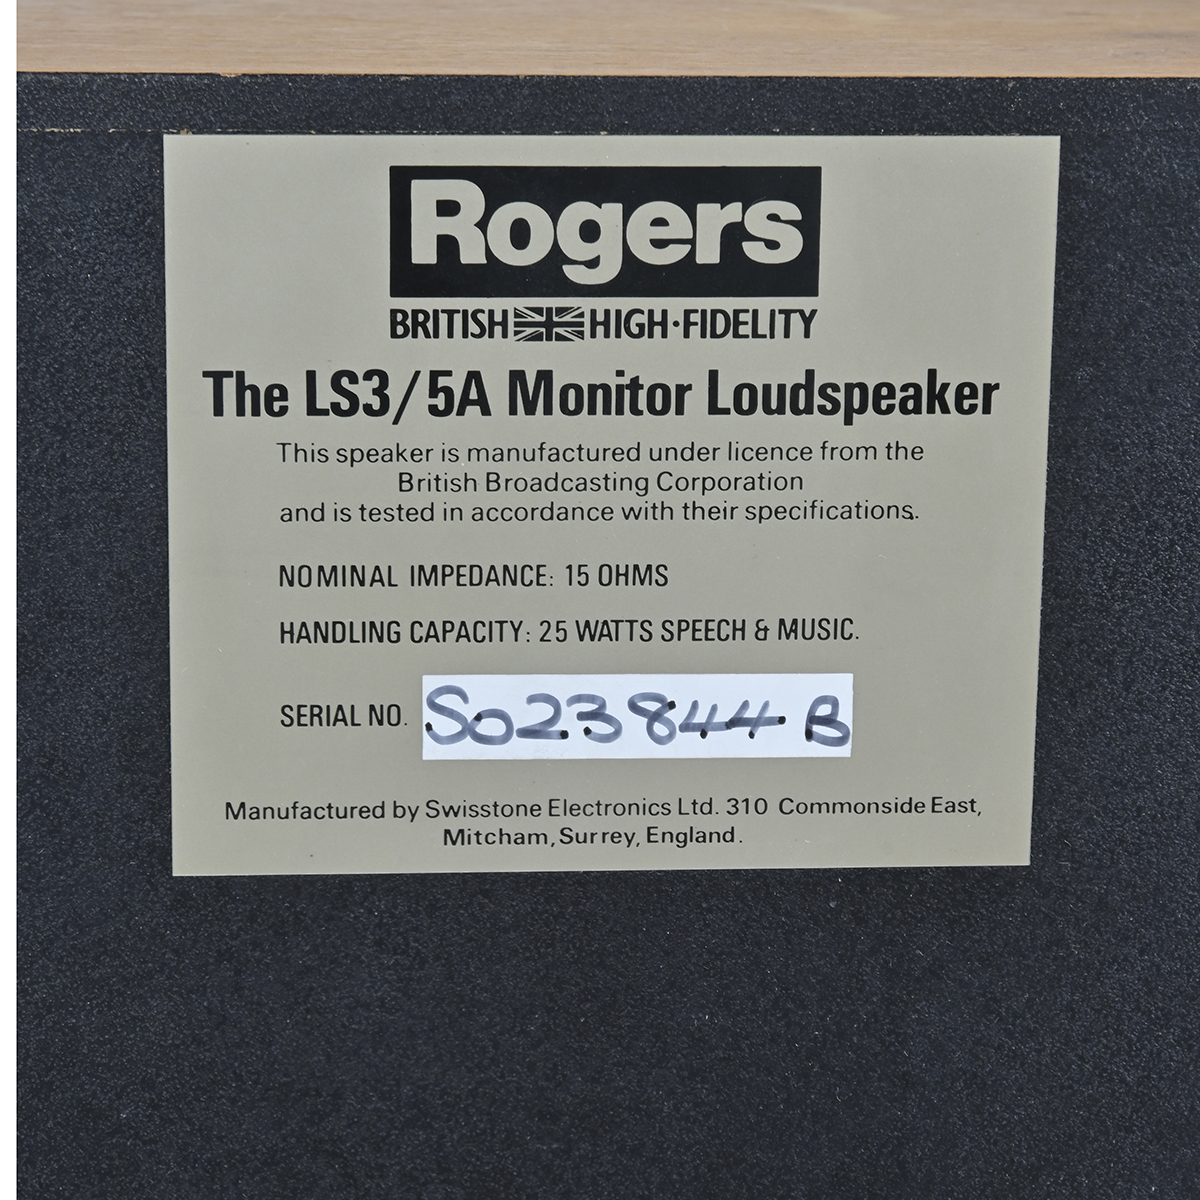 Rogers
BRITISH HIGH·FIDELITY
The LS3/5A Monitor Loudspeaker
This speaker is manufactured under licence from the
British Broadcasting Corporation
and is tested in accordance with their specifications.
NOMINAL IMPEDANCE: 15 OHMS
HANDLING CAPACITY: 25 WATTS SPEECH & MUSIC.
SERIAL NO. S023844 B
Manufactured by Swisstone Electronics Ltd. 310 Commonside East,
Mitcham, Surrey, England.